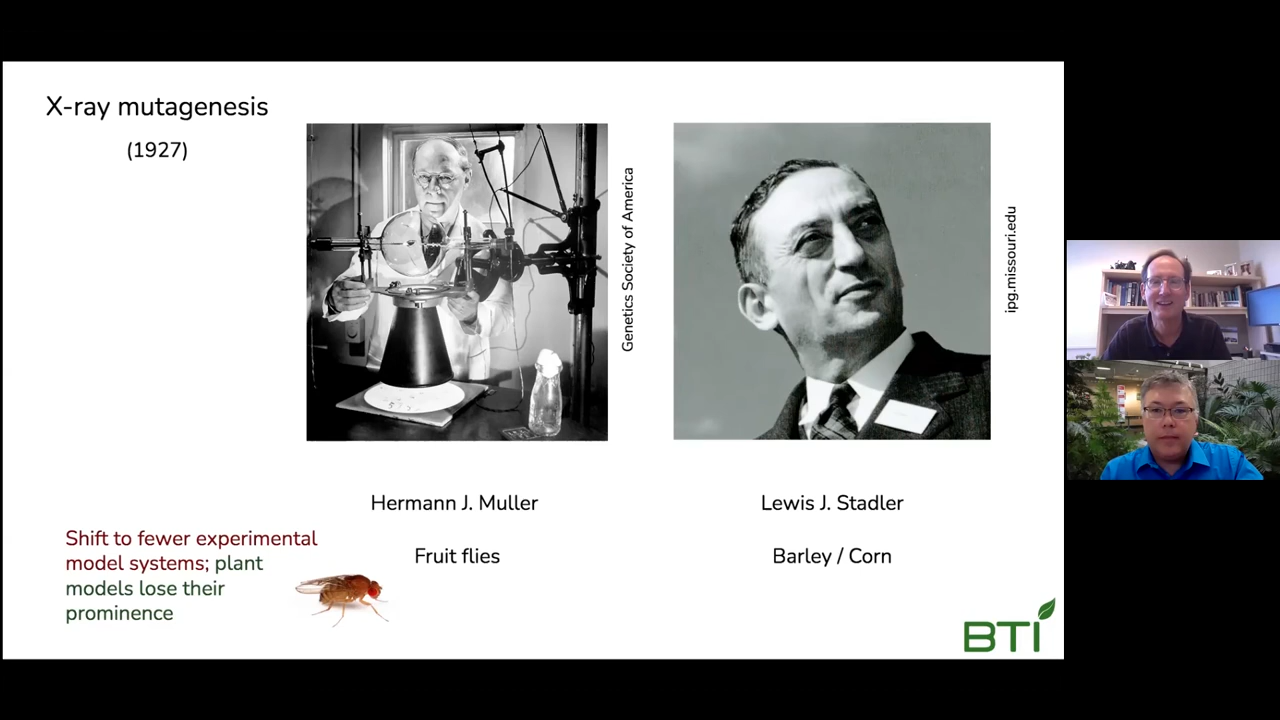 X-ray mutagenesis
(1927)
Genetics Society of America
ipg.missouri.edu
Hermann J. Muller
Lewis J. Stadler
Fruit flies
Barley / Corn
Shift to fewer experimental
model systems; plant
models lose their
prominence
BTI